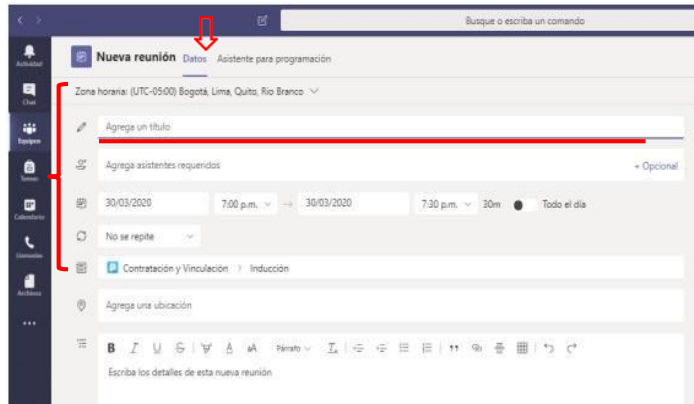 Busque o escriba un comando
Actividad
Nueva reunión Datos Asistente para programación
Chat
Zona horaria: (UTC-05:00) Bogotá, Lima, Quito, Rio Branco
Equipos
Agrega un título
Tareas
Agrega asistentes requeridos + Opcional
Calendario
30/03/2020 7:00 p.m. → 30/03/2020 7:30 p.m. 30m Todo el día
Llamadas
No se repite
Archivos
Contratación y Vinculación > Inducción
Agrega una ubicación
B I U S A AA Párrafo
Escriba los detalles de esta nueva reunión